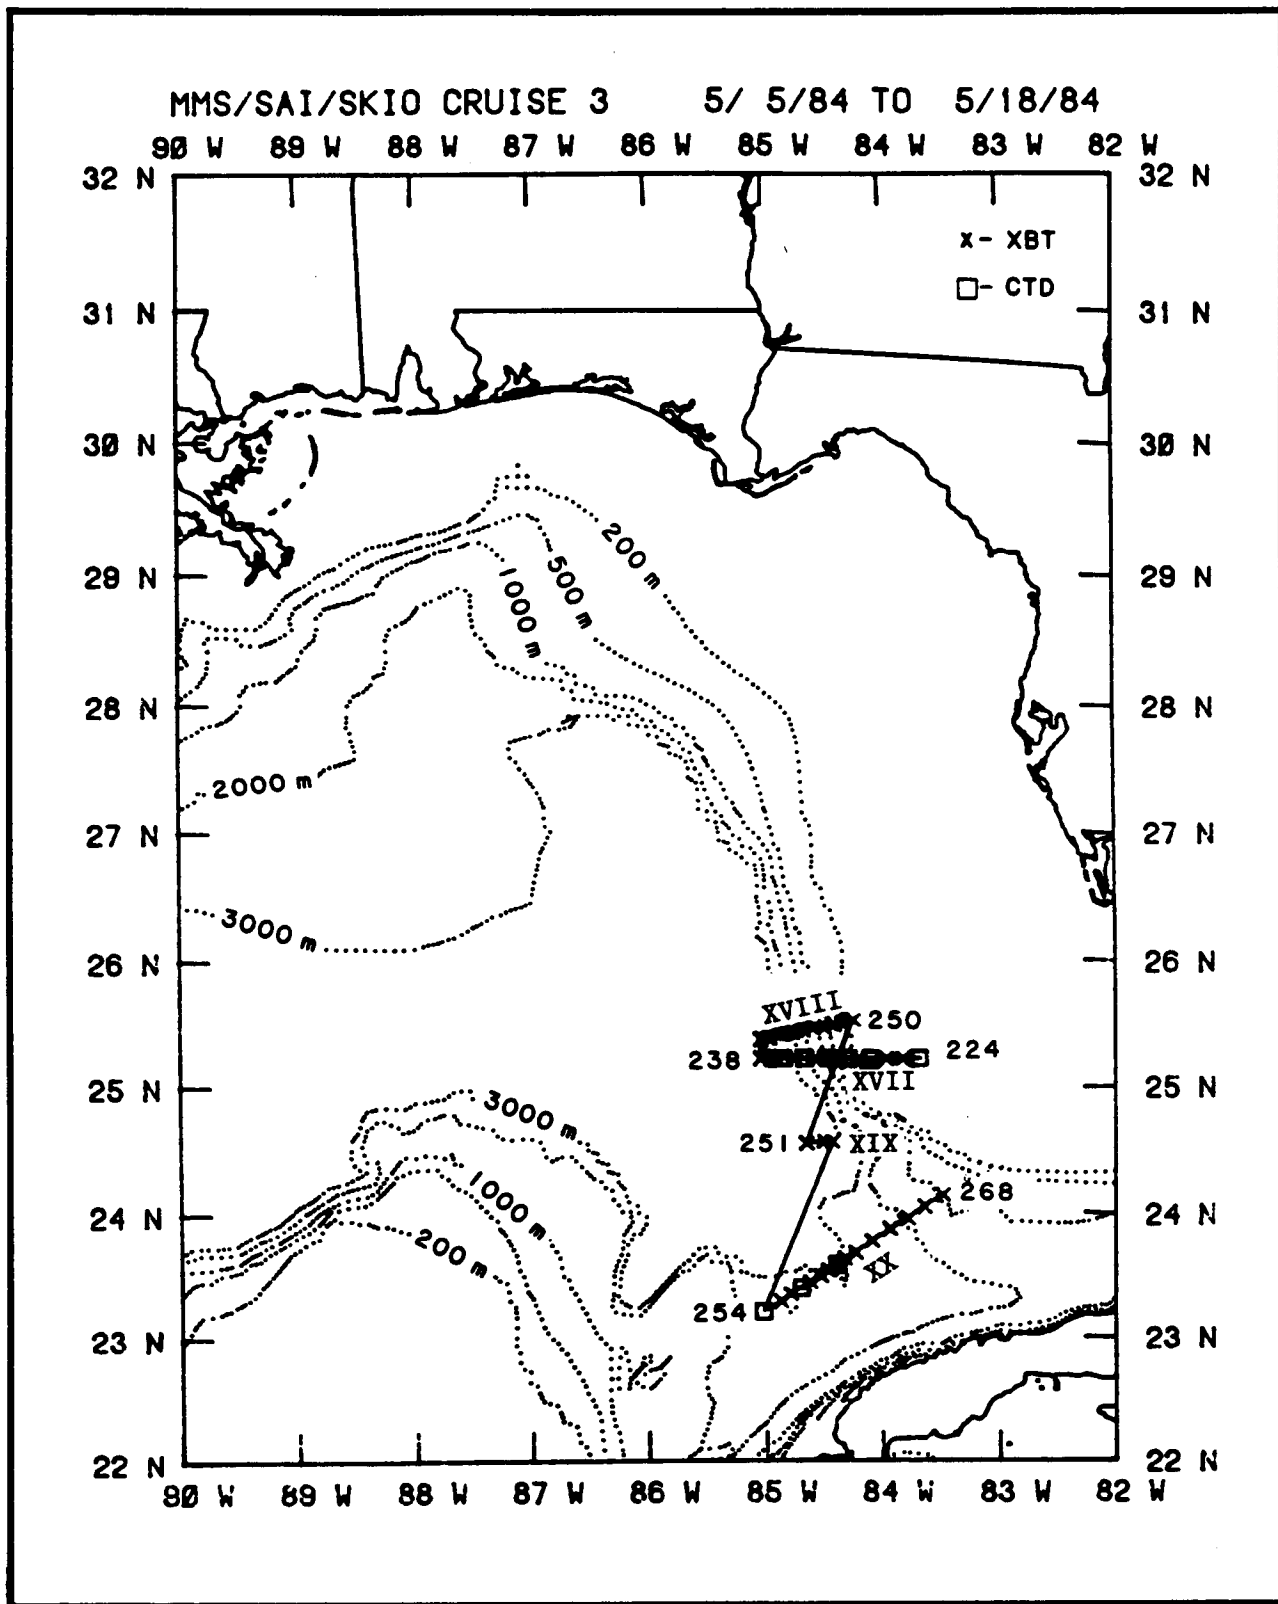 MMS/SAI/SKIO CRUISE 3 5/ 5/84 TO 5/18/84
90 W 89 W 88 W 87 W 86 W 85 W 84 W 83 W 82 W
32 N 32 N
x- XBT
□- CTD
31 N 31 N
30 N 30 N
200 m
500 m
1000 m
29 N 29 N
28 N 28 N
2000 m
27 N 27 N
3000 m
26 N 26 N
XVIII 250
238 224
XVII
25 N 25 N
3000 m
251 XIX
1000 m
268
24 N 24 N
200 m
XX
254
23 N 23 N
22 N 22 N
90 W 89 W 88 W 87 W 86 W 85 W 84 W 83 W 82 W